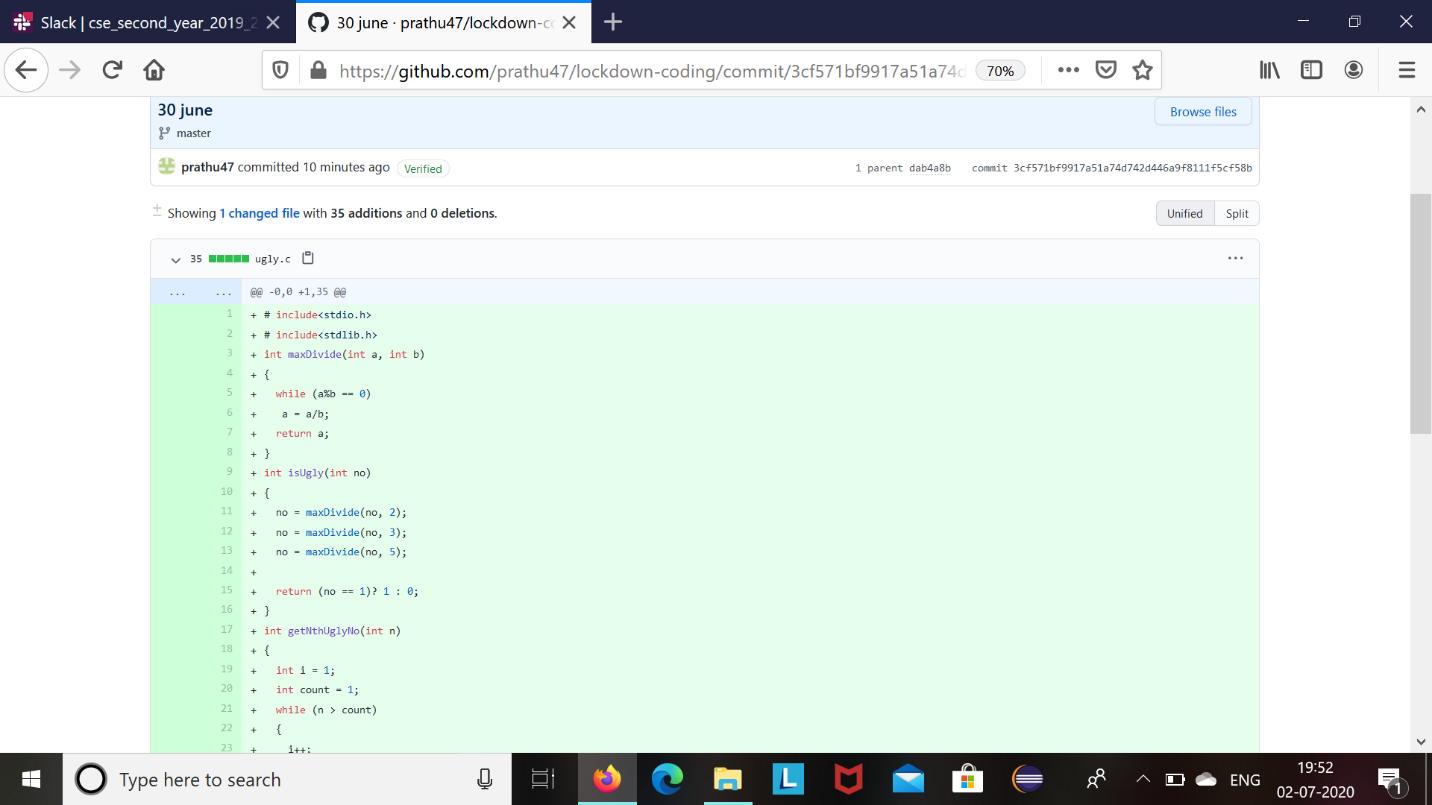 Slack | cse_second_year_2019_2
30 june · prathu47/lockdown-co
https://github.com/prathu47/lockdown-coding/commit/3cf571bf9917a51a74d
70%
30 june
Browse files
master
prathu47 committed 10 minutes ago Verified
1 parent dab4a8b commit 3cf571bf9917a51a74d742d446a9f8111f5cf58b
Showing 1 changed file with 35 additions and 0 deletions.
Unified Split
35 ugly.c
... ... @@ -0,0 +1,35 @@
1 + # include<stdio.h>
2 + # include<stdlib.h>
3 + int maxDivide(int a, int b)
4 + {
5 + while (a%b == 0)
6 + a = a/b;
7 + return a;
8 + }
9 + int isUgly(int no)
10 + {
11 + no = maxDivide(no, 2);
12 + no = maxDivide(no, 3);
13 + no = maxDivide(no, 5);
14 +
15 + return (no == 1)? 1 : 0;
16 + }
17 + int getNthUglyNo(int n)
18 + {
19 + int i = 1;
20 + int count = 1;
21 + while (n > count)
22 + {
23 + i++;
Type here to search
L
ENG
19:52
02-07-2020
1